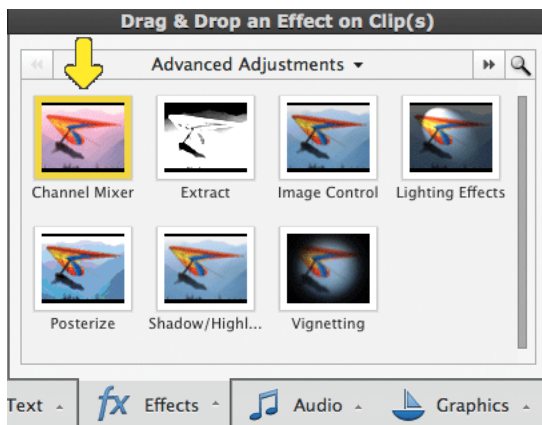 Drag & Drop an Effect on Clip(s)
Advanced Adjustments
Channel Mixer Extract Image Control Lighting Effects
Posterize Shadow/Highl... Vignetting
Text fx Effects Audio Graphics